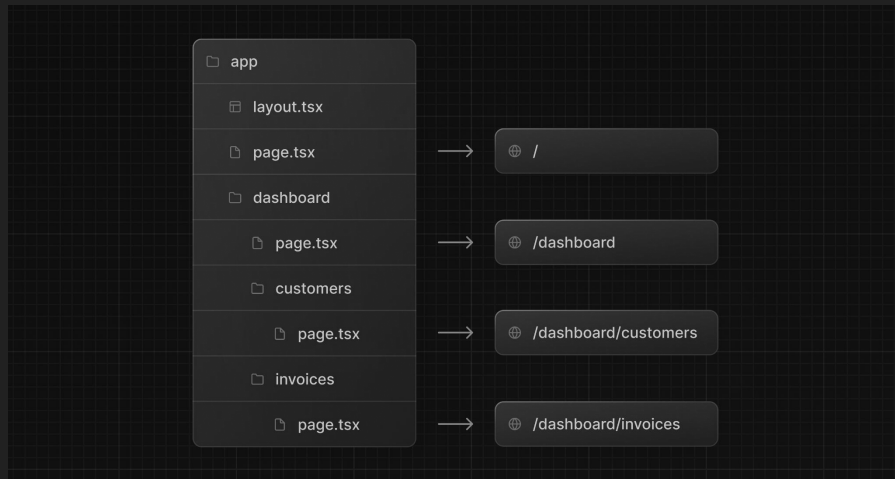 app
layout.tsx
page.tsx
/
dashboard
page.tsx
/dashboard
customers
page.tsx
/dashboard/customers
invoices
page.tsx
/dashboard/invoices